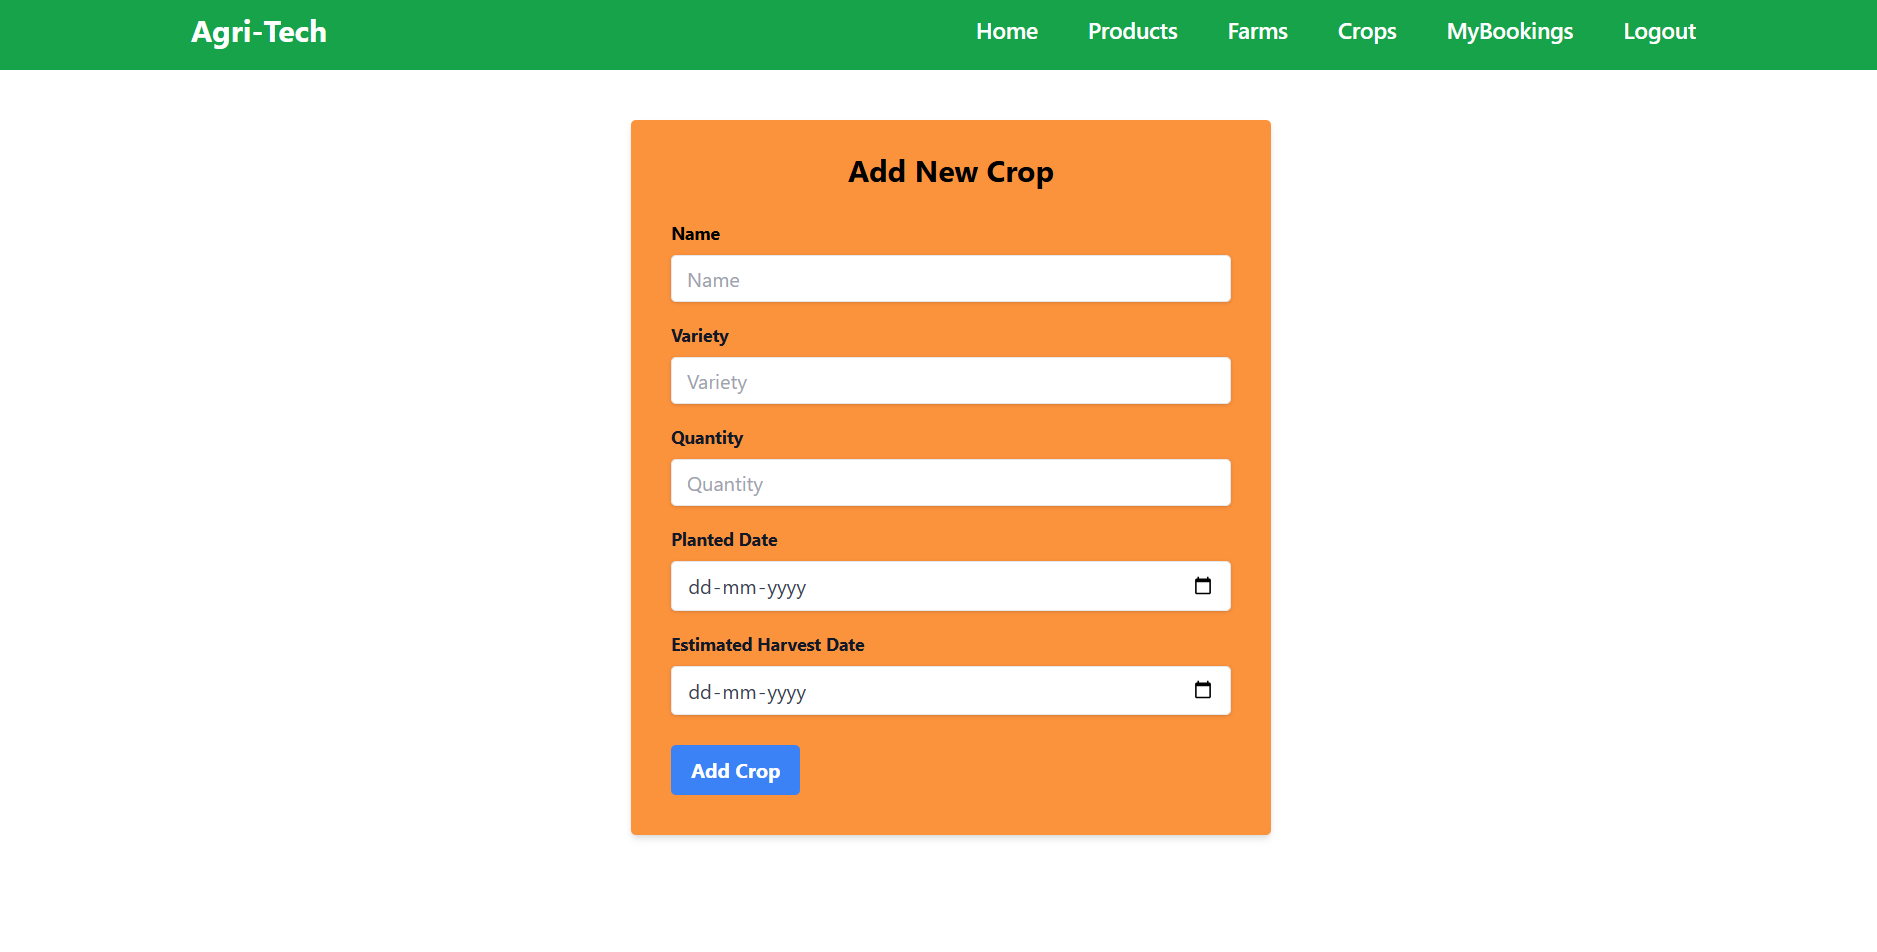 Agri-Tech Home Products Farms Crops MyBookings Logout
Add New Crop
Name
Name
Variety
Variety
Quantity
Quantity
Planted Date
dd-mm-yyyy
Estimated Harvest Date
dd-mm-yyyy
Add Crop